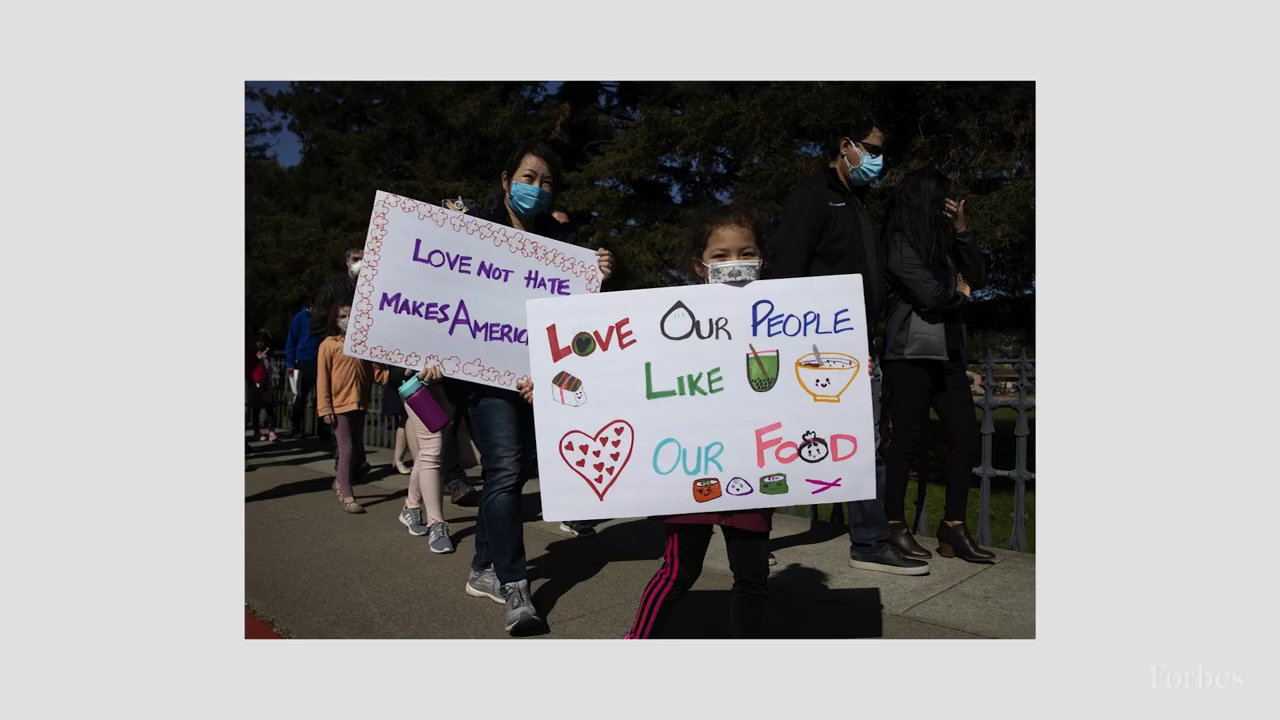 LOVE NOT HATE
MAKES AMERIC
LOVE OUR PEOPLE
LIKE
OUR FOOD
Forbes